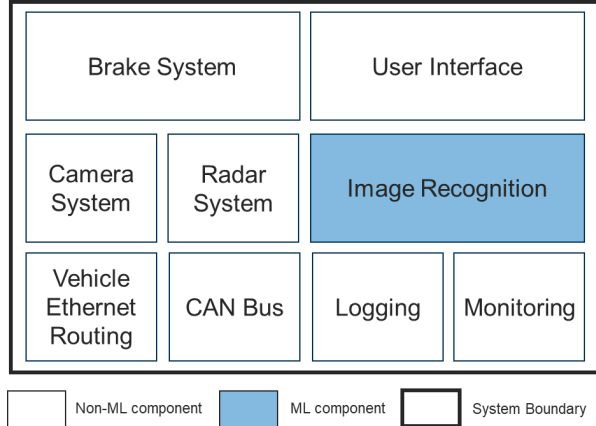 Brake System
User Interface
Camera
System
Radar
System
Image Recognition
Vehicle
Ethernet
Routing
CAN Bus
Logging
Monitoring
Non-ML component
ML component
System Boundary